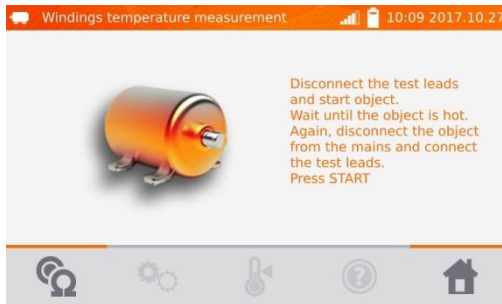 Windings temperature measurement 10:09 2017.10.27
Disconnect the test leads
and start object.
Wait until the object is hot.
Again, disconnect the object
from the mains and connect
the test leads.
Press START
Ω ?